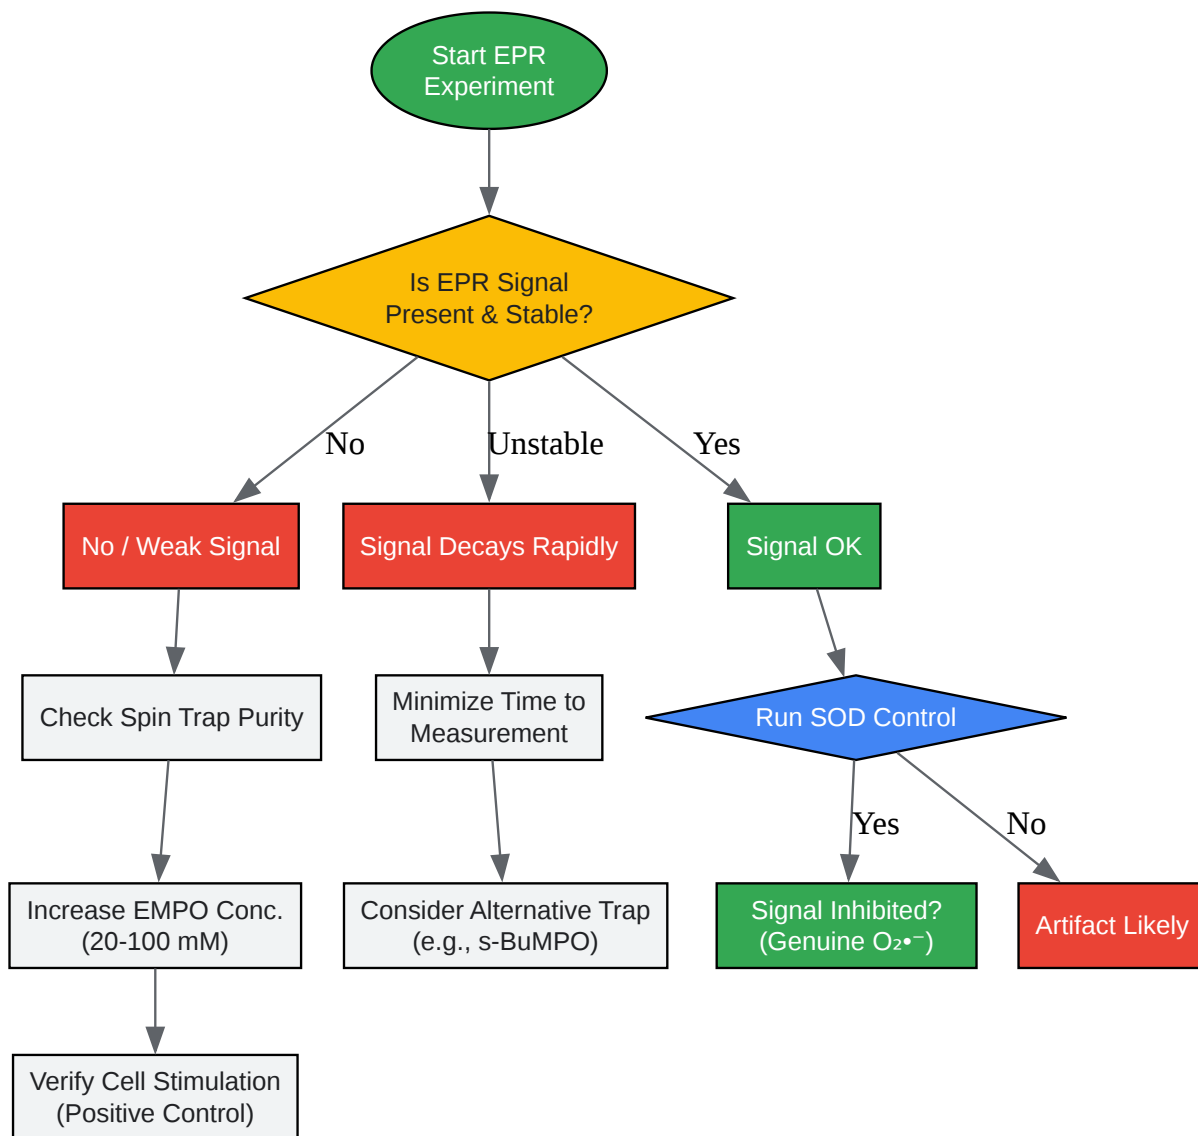 Start EPR
Experiment
Is EPR Signal
Present & Stable?
No
Unstable
Yes
No / Weak Signal
Signal Decays Rapidly
Signal OK
Check Spin Trap Purity
Minimize Time to
Measurement
Run SOD Control
Yes
No
Increase EMPO Conc.
(20-100 mM)
Consider Alternative Trap
(e.g., s-BuMPO)
Signal Inhibited?
(Genuine O₂•⁻)
Artifact Likely
Verify Cell Stimulation
(Positive Control)